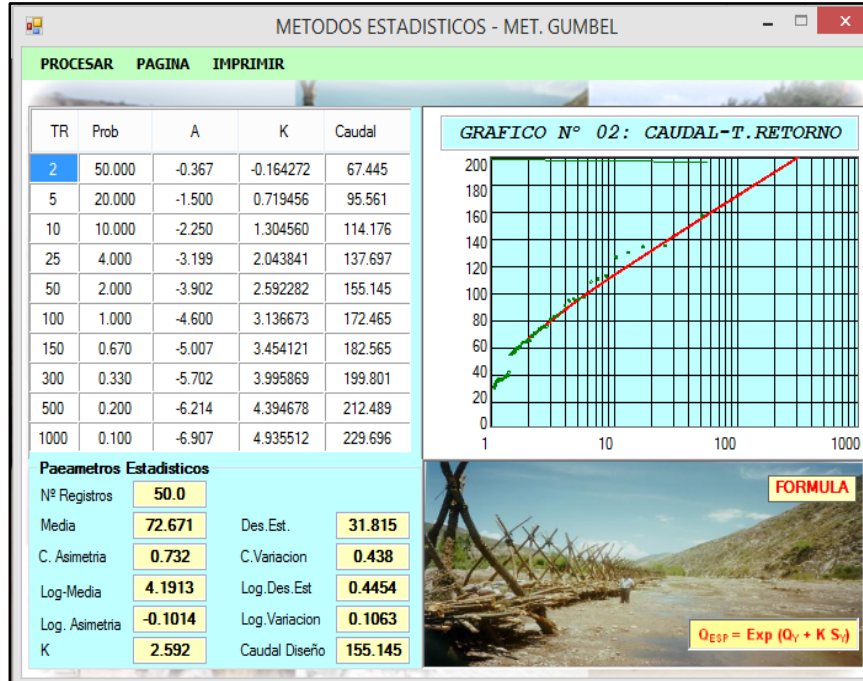 METODOS ESTADISTICOS - MET. GUMBEL
PROCESAR PAGINA IMPRIMIR
TR Prob A K Caudal
2 50.000 -0.367 -0.164272 67.445
5 20.000 -1.500 0.719456 95.561
10 10.000 -2.250 1.304560 114.176
25 4.000 -3.199 2.043841 137.697
50 2.000 -3.902 2.592282 155.145
100 1.000 -4.600 3.136673 172.465
150 0.670 -5.007 3.454121 182.565
300 0.330 -5.702 3.995869 199.801
500 0.200 -6.214 4.394678 212.489
1000 0.100 -6.907 4.935512 229.696
GRAFICO Nº 02: CAUDAL-T.RETORNO
200
180
160
140
120
100
80
60
40
20
0
1 10 100 1000
Paeametros Estadisticos
Nº Registros 50.0
Media 72.671 Des.Est. 31.815
C. Asimetria 0.732 C.Variacion 0.438
Log-Media 4.1913 Log.Des.Est 0.4454
Log. Asimetria -0.1014 Log.Variacion 0.1063
K 2.592 Caudal Diseño 155.145
FORMULA
Q_ESP = Exp (Q_Y + K S_Y)